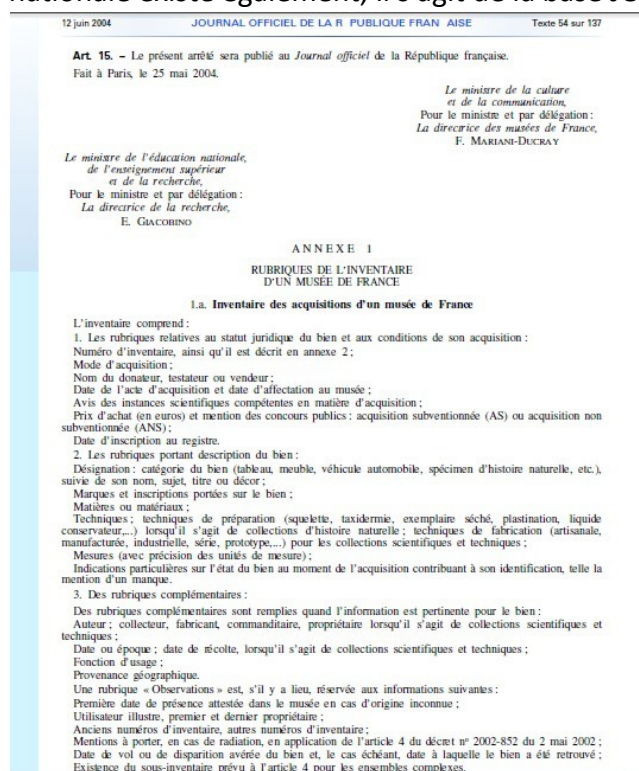 nationale existe également, il s'agit de la base
12 juin 2004 JOURNAL OFFICIEL DE LA R PUBLIQUE FRAN AISE Texte 54 sur 137
Art. 15. – Le présent arrêté sera publié au Journal officiel de la République française.
Fait à Paris, le 25 mai 2004.
Le ministre de la culture
et de la communication,
Pour le ministre et par délégation :
La directrice des musées de France,
F. MARIANI-DUCRAY
Le ministre de l'éducation nationale,
de l'enseignement supérieur
et de la recherche,
Pour le ministre et par délégation :
La directrice de la recherche,
E. GIACOBINO
ANNEXE 1
RUBRIQUES DE L'INVENTAIRE
D'UN MUSÉE DE FRANCE
1.a. Inventaire des acquisitions d'un musée de France
L'inventaire comprend :
1. Les rubriques relatives au statut juridique du bien et aux conditions de son acquisition :
Numéro d'inventaire, ainsi qu'il est décrit en annexe 2 ;
Mode d'acquisition ;
Nom du donateur, testateur ou vendeur ;
Date de l'acte d'acquisition et date d'affectation au musée ;
Avis des instances scientifiques compétentes en matière d'acquisition ;
Prix d'achat (en euros) et mention des concours publics : acquisition subventionnée (AS) ou acquisition non
subventionnée (ANS) ;
Date d'inscription au registre.
2. Les rubriques portant description du bien :
Désignation : catégorie du bien (tableau, meuble, véhicule automobile, spécimen d'histoire naturelle, etc.),
suivie de son nom, sujet, titre ou décor ;
Marques et inscriptions portées sur le bien ;
Matières ou matériaux ;
Techniques ; techniques de préparation (squelette, taxidermie, exemplaire séché, plastination, liquide
conservateur,...) lorsqu'il s'agit de collections d'histoire naturelle ; techniques de fabrication (artisanale,
manufacturée, industrielle, série, prototype,...) pour les collections scientifiques et techniques ;
Mesures (avec précision des unités de mesure) ;
Indications particulières sur l'état du bien au moment de l'acquisition contribuant à son identification, telle la
mention d'un manque.
3. Des rubriques complémentaires :
Des rubriques complémentaires sont remplies quand l'information est pertinente pour le bien :
Auteur ; collecteur, fabricant, commanditaire, propriétaire lorsqu'il s'agit de collections scientifiques et
techniques ;
Date ou époque ; date de récolte, lorsqu'il s'agit de collections scientifiques et techniques ;
Fonction d'usage ;
Provenance géographique.
Une rubrique « Observations » est, s'il y a lieu, réservée aux informations suivantes :
Première date de présence attestée dans le musée en cas d'origine inconnue ;
Utilisateur illustre, premier et dernier propriétaire ;
Anciens numéros d'inventaire, autres numéros d'inventaire ;
Mentions à porter, en cas de radiation, en application de l'article 4 du décret nº 2002-852 du 2 mai 2002 ;
Date de vol ou de disparition avérée du bien et, le cas échéant, date à laquelle le bien a été retrouvé ;
Existence du sous-inventaire prévu à l'article 4 pour les ensembles complexes.